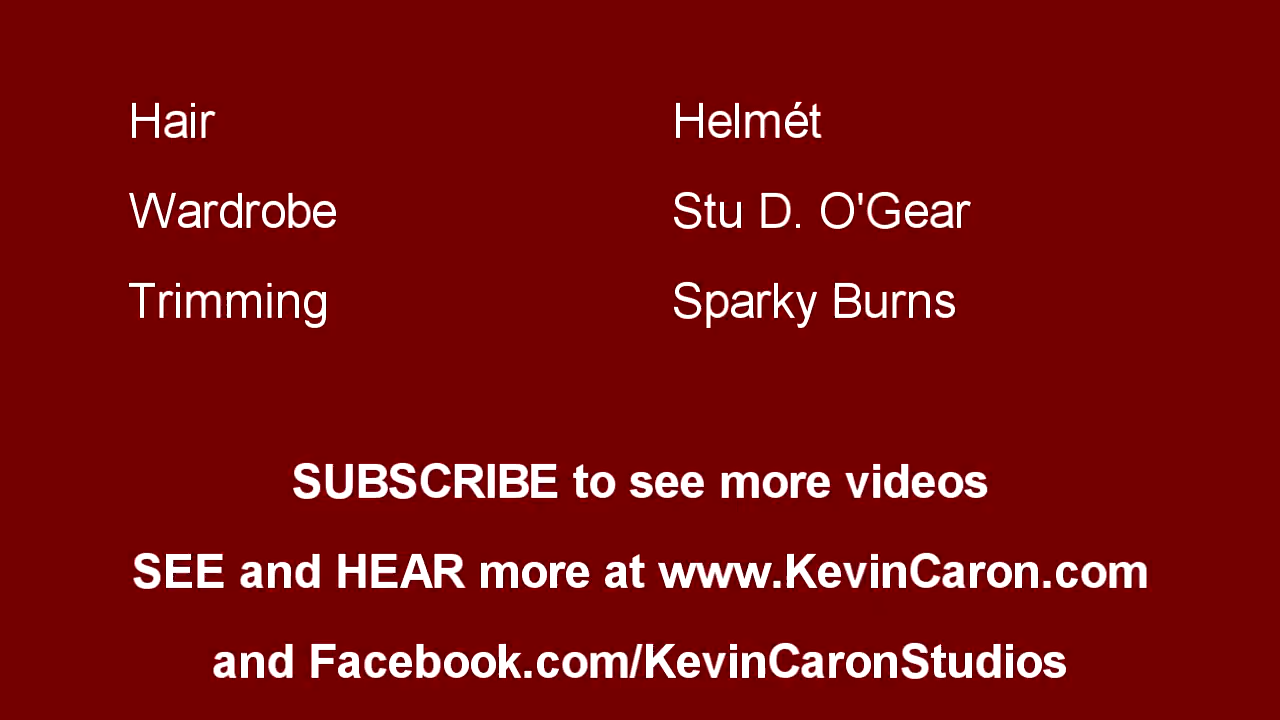 Hair Helmét
Wardrobe Stu D. O'Gear
Trimming Sparky Burns
SUBSCRIBE to see more videos
SEE and HEAR more at www.KevinCaron.com
and Facebook.com/KevinCaronStudios